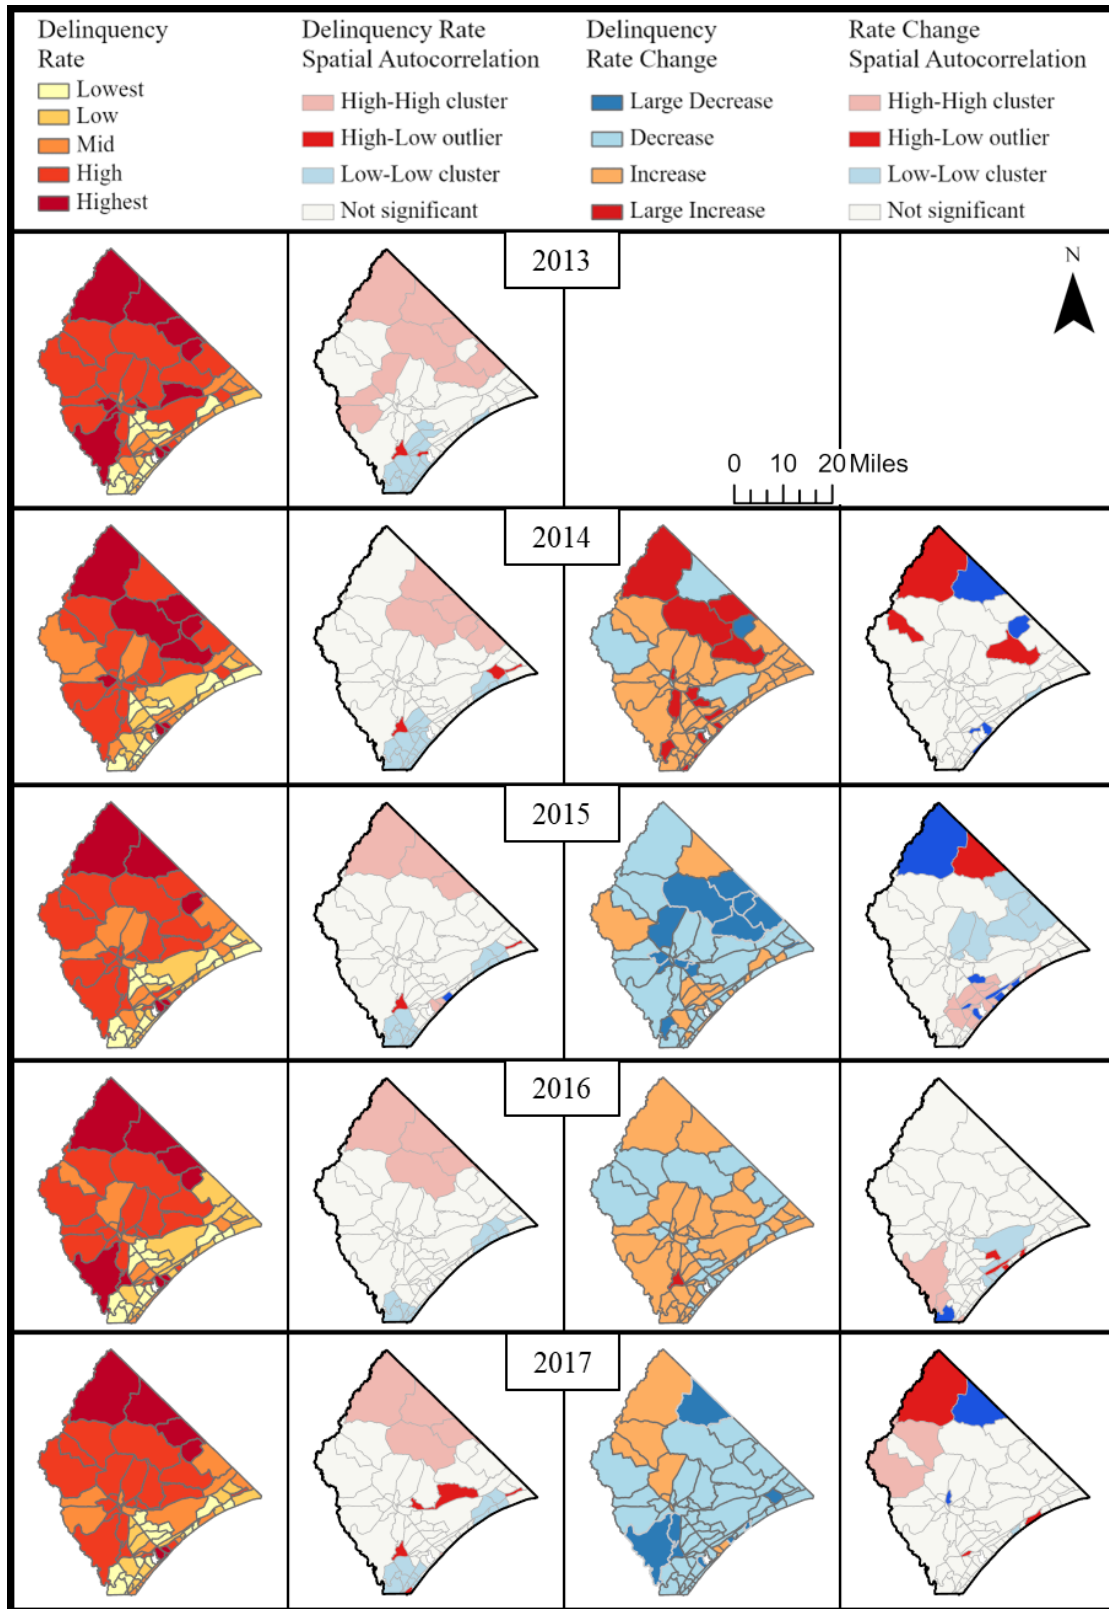 Delinquency
Rate
Lowest
Low
Mid
High
Highest
Delinquency Rate
Spatial Autocorrelation
High-High cluster
High-Low outlier
Low-Low cluster
Not significant
Delinquency
Rate Change
Large Decrease
Decrease
Increase
Large Increase
Rate Change
Spatial Autocorrelation
High-High cluster
High-Low outlier
Low-Low cluster
Not significant
2013
N
0 10 20 Miles
2014
2015
2016
2017